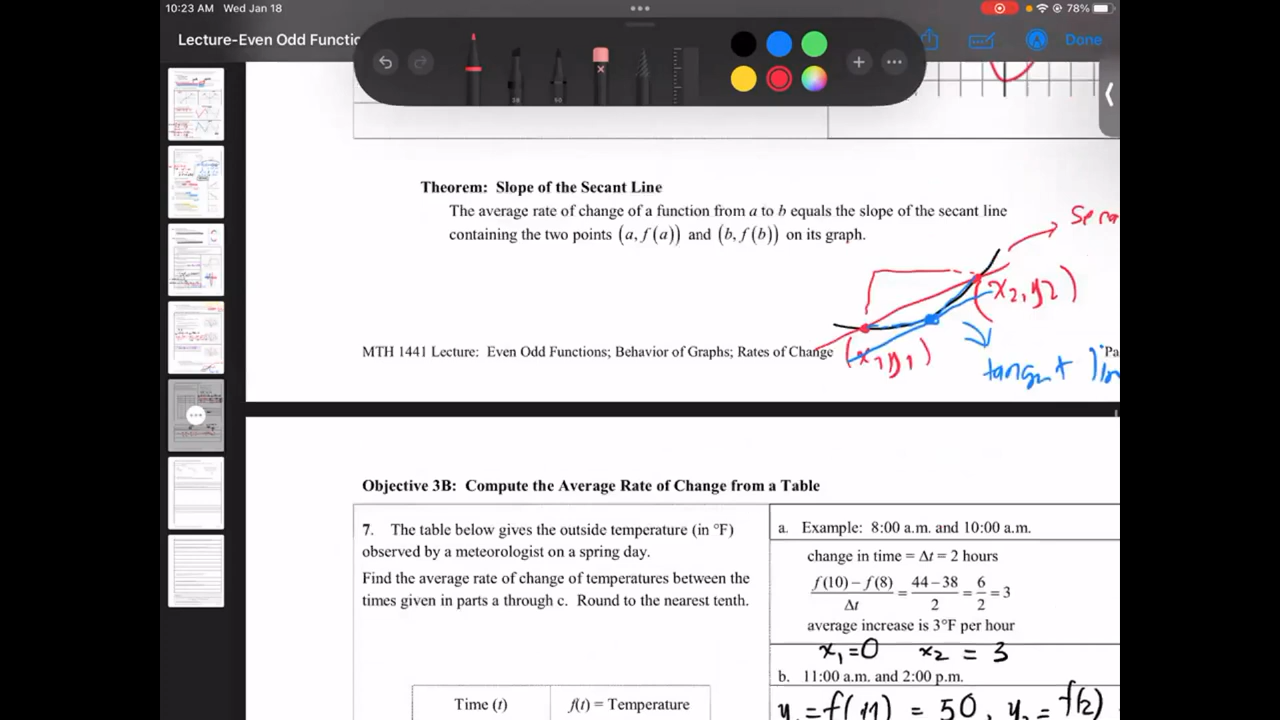 10:23 AM Wed Jan 18
78%
Lecture-Even Odd Functio
Done
38
50
Theorem: Slope of the Secant Line
The average rate of change of a function from a to b equals the slope of the secant line
containing the two points (a, f(a)) and (b, f(b)) on its graph.
(x2, y2)
MTH 1441 Lecture: Even Odd Functions; Behavior of Graphs; Rates of Change
Pa
tangent lin
Objective 3B: Compute the Average Rate of Change from a Table
7. The table below gives the outside temperature (in °F)
observed by a meteorologist on a spring day.
Find the average rate of change of temperatures between the
times given in parts a through c. Round to the nearest tenth.
Time (t) f(t) = Temperature
a. Example: 8:00 a.m. and 10:00 a.m.
change in time = Δt = 2 hours
f(10) − f(8) / Δt = 44 − 38 / 2 = 6 / 2 = 3
average increase is 3°F per hour
x1 = 0 x2 = 3
b. 11:00 a.m. and 2:00 p.m.
= f(11) = 50, y2 = f(2)